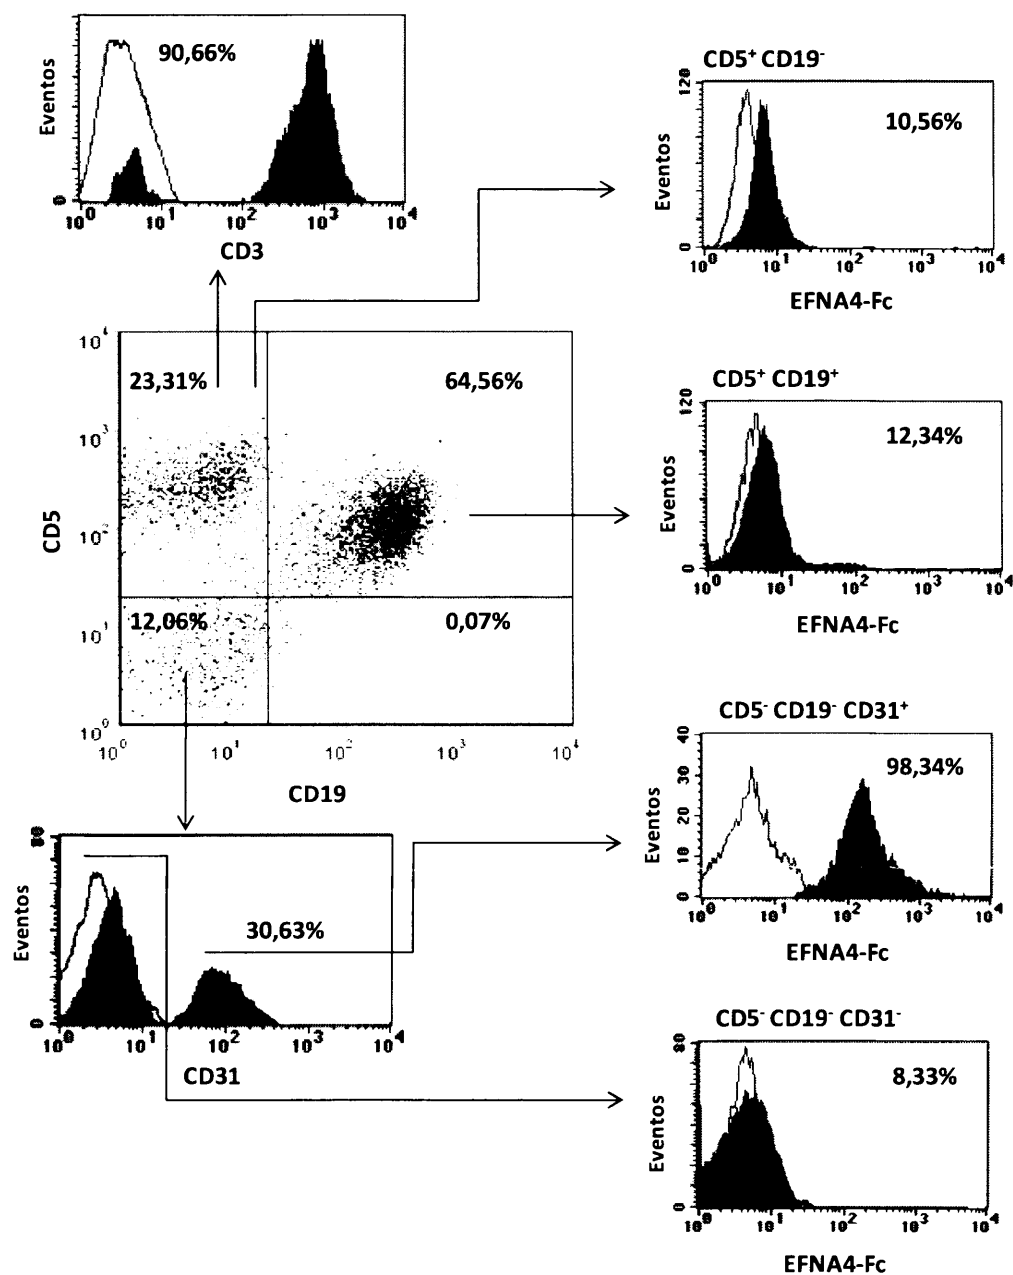 90,66%
Eventos
0
10⁰ 10¹ 10² 10³ 10⁴
CD3
CD5⁺ CD19⁻
120
10,56%
Eventos
0
10⁰ 10¹ 10² 10³ 10⁴
EFNA4-Fc
10⁴
23,31%
64,56%
10³
CD5
10²
12,06%
0,07%
10¹
10⁰
10⁰ 10¹ 10² 10³ 10⁴
CD19
CD5⁺ CD19⁺
120
12,34%
Eventos
0
10⁰ 10¹ 10² 10³ 10⁴
EFNA4-Fc
CD5⁻ CD19⁻ CD31⁺
40
98,34%
30
Eventos
20
10
0
10⁰ 10¹ 10² 10³ 10⁴
EFNA4-Fc
80
Eventos
30,63%
0
10⁰ 10¹ 10² 10³ 10⁴
CD31
CD5⁻ CD19⁻ CD31⁻
80
8,33%
Eventos
0
10⁰ 10¹ 10² 10³ 10⁴
EFNA4-Fc